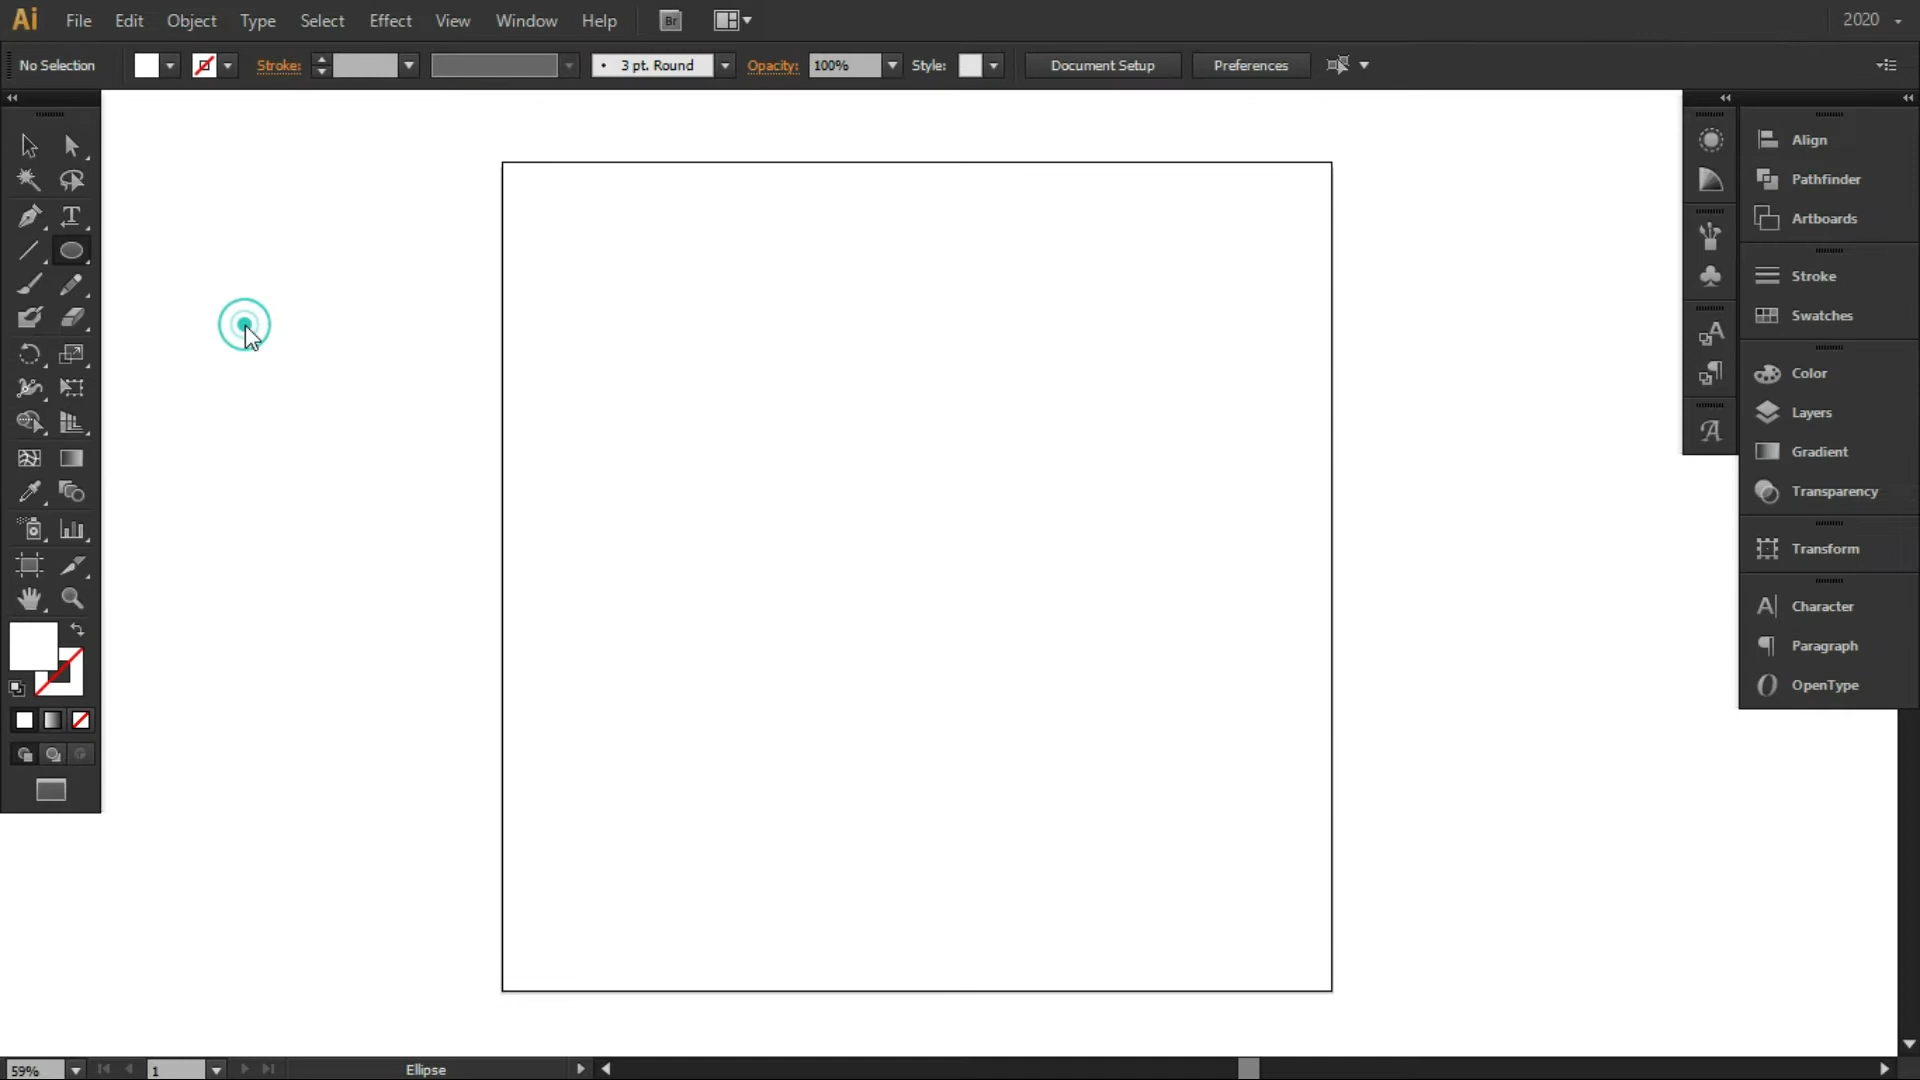 Ai File Edit Object Type Select Effect View Window Help Br 2020
No Selection Stroke: 3 pt. Round Opacity: 100% Style: Document Setup Preferences
Align
Pathfinder
Artboards
Stroke
Swatches
Color
Layers
Gradient
Transparency
Transform
Character
Paragraph
OpenType
59% 1 Ellipse